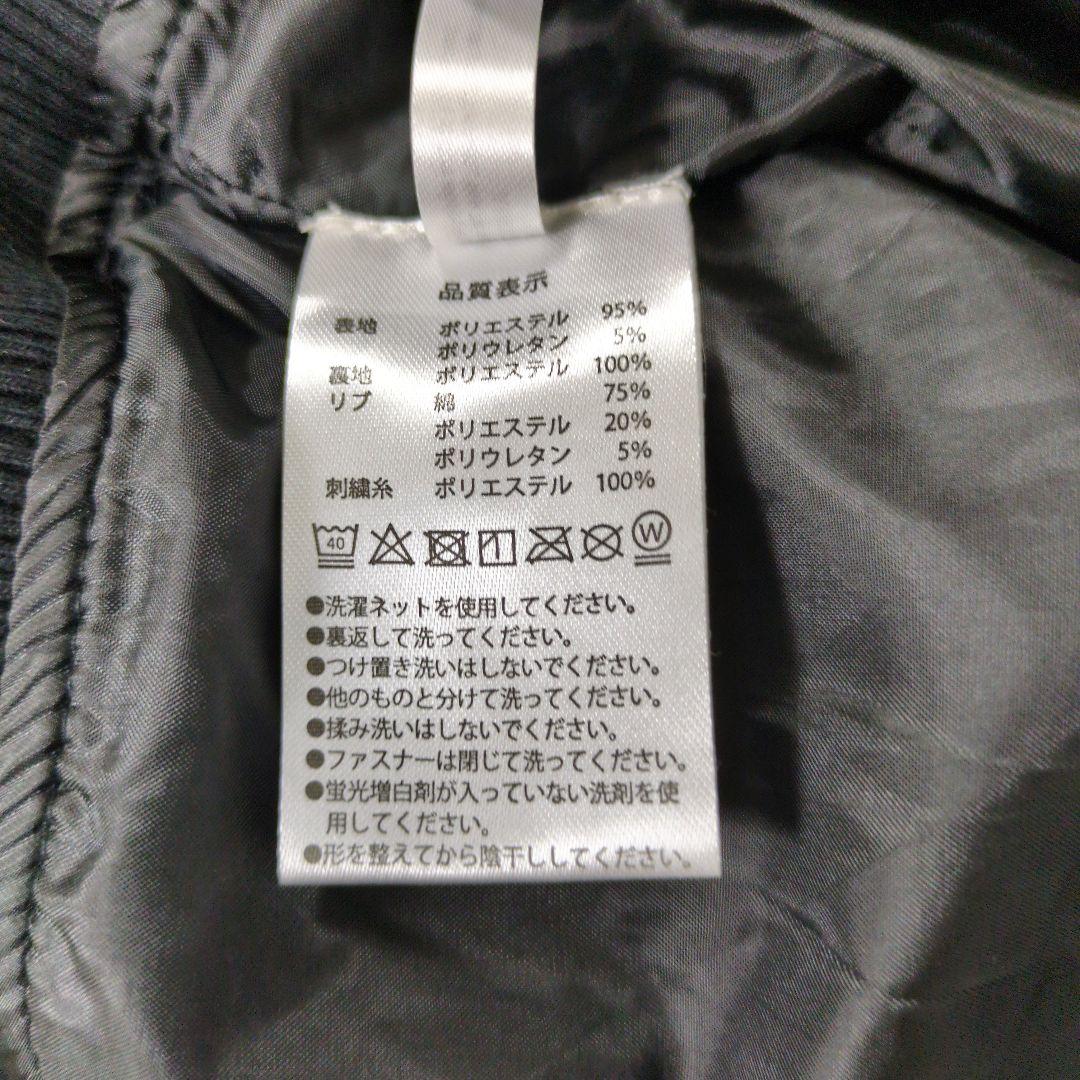 品質表示
表地 ポリエステル 95%
ポリウレタン 5%
裏地 ポリエステル 100%
リブ 綿 75%
ポリエステル 20%
ポリウレタン 5%
刺繍糸 ポリエステル 100%
40 W
●洗濯ネットを使用してください。
●裏返して洗ってください。
●つけ置き洗いはしないでください。
●他のものと分けて洗ってください。
●揉み洗いはしないでください。
●ファスナーは閉じて洗ってください。
●蛍光増白剤が入っていない洗剤を使
用してください。
●形を整えてから陰干ししてください。